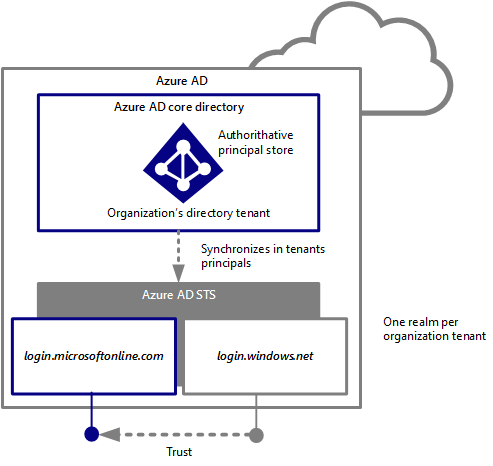 Azure AD
Azure AD core directory
Authorithative
principal store
Organization's directory tenant
Synchronizes in tenants
principals
Azure AD STS
login.microsoftonline.com
login.windows.net
One realm per
organization tenant
Trust